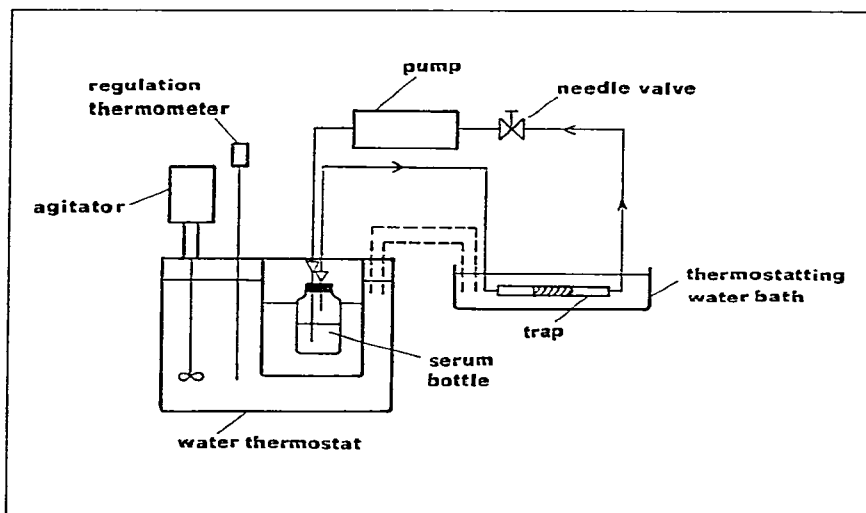 pump
regulation
thermometer
needle valve
agitator
thermostatting
water bath
trap
serum
bottle
water thermostat